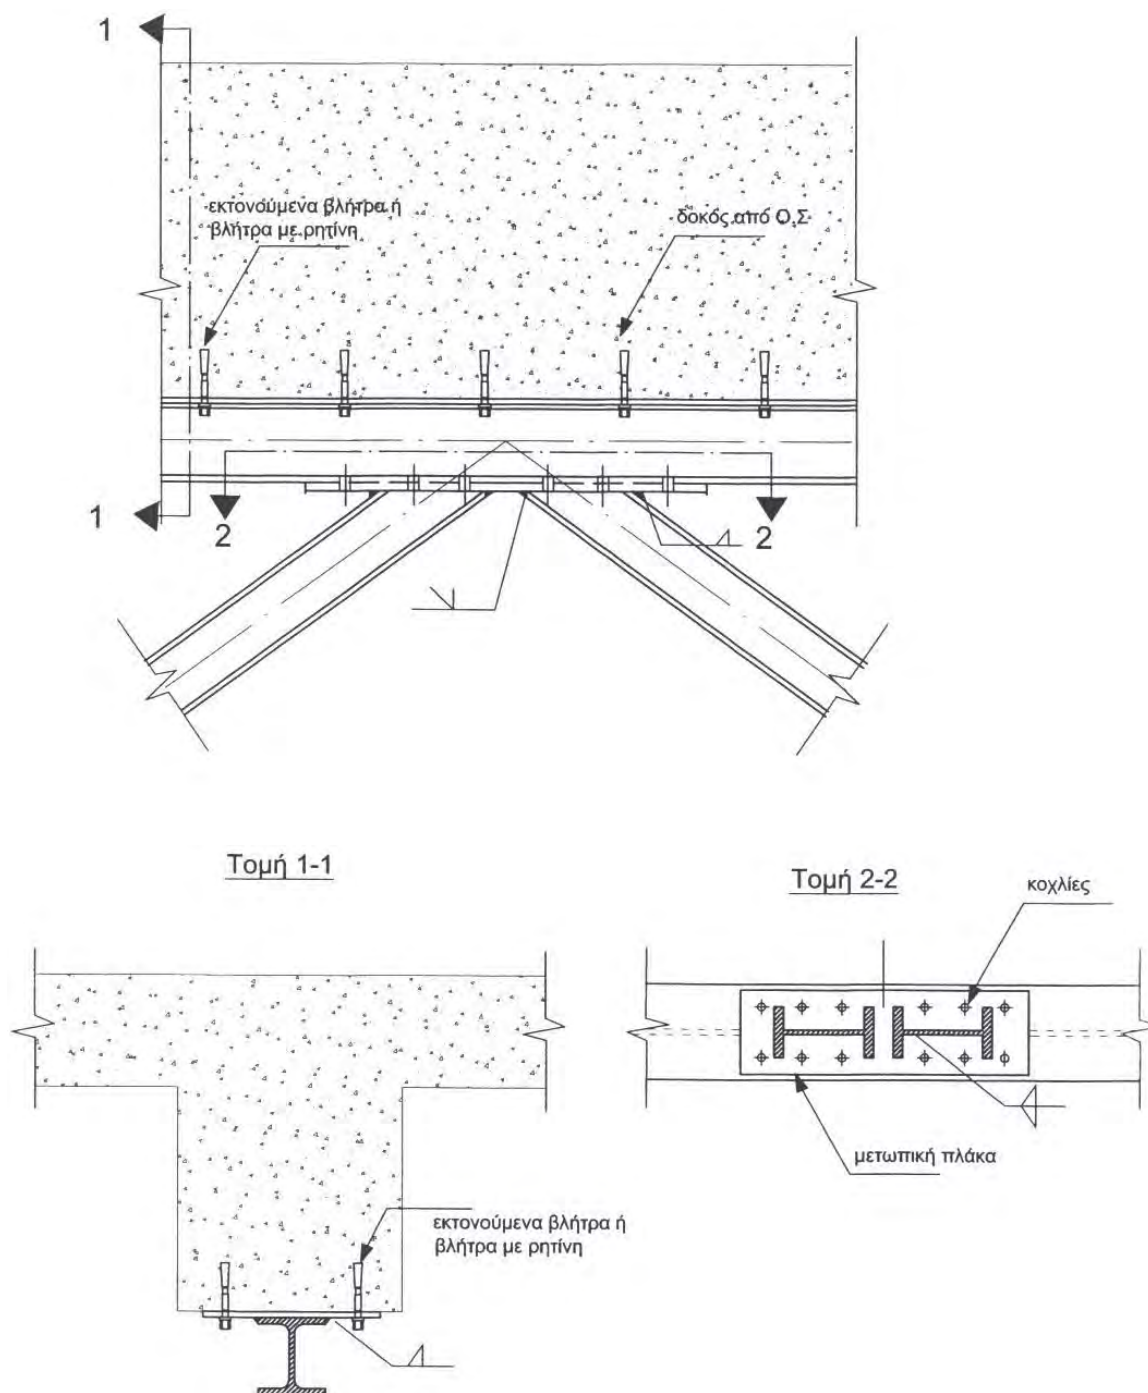 1
εκτονούμενα βλήτρα ή
βλήτρα με ρητίνη
δοκός από Ο.Σ
1
2
2
Τομή 1-1
Τομή 2-2
κοχλίες
μετωπική πλάκα
εκτονούμενα βλήτρα ή
βλήτρα με ρητίνη